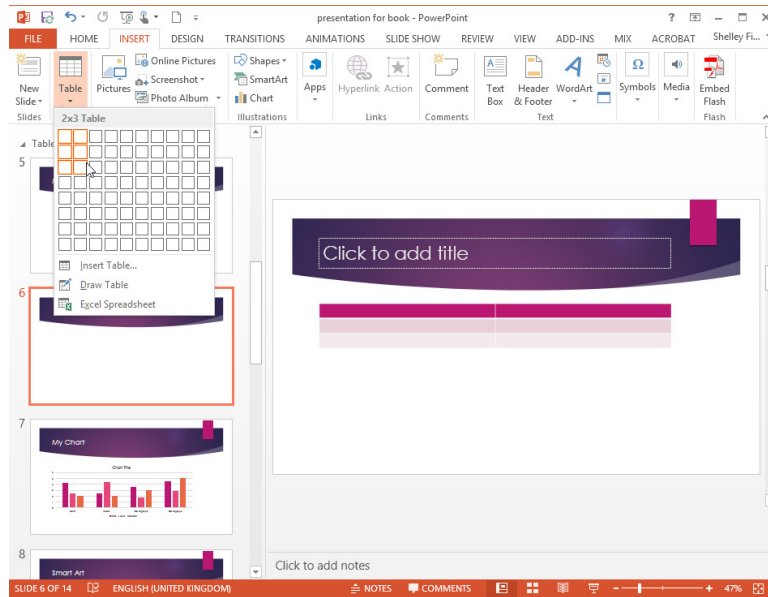 presentation for book - PowerPoint
FILE HOME INSERT DESIGN TRANSITIONS ANIMATIONS SLIDE SHOW REVIEW VIEW ADD-INS MIX ACROBAT Shelley Fi...
New Slide Table Pictures Online Pictures Screenshot Photo Album Shapes SmartArt Chart Apps Hyperlink Action Comment Text Box Header & Footer WordArt Symbols Media Embed Flash
Slides Illustrations Links Comments Text Flash
2x3 Table
Table
5
Insert Table...
Draw Table
Excel Spreadsheet
6
Click to add title
7
My Chart
Chart Title
8
Smart Art
Click to add notes
SLIDE 6 OF 14 ENGLISH (UNITED KINGDOM) NOTES COMMENTS 47%